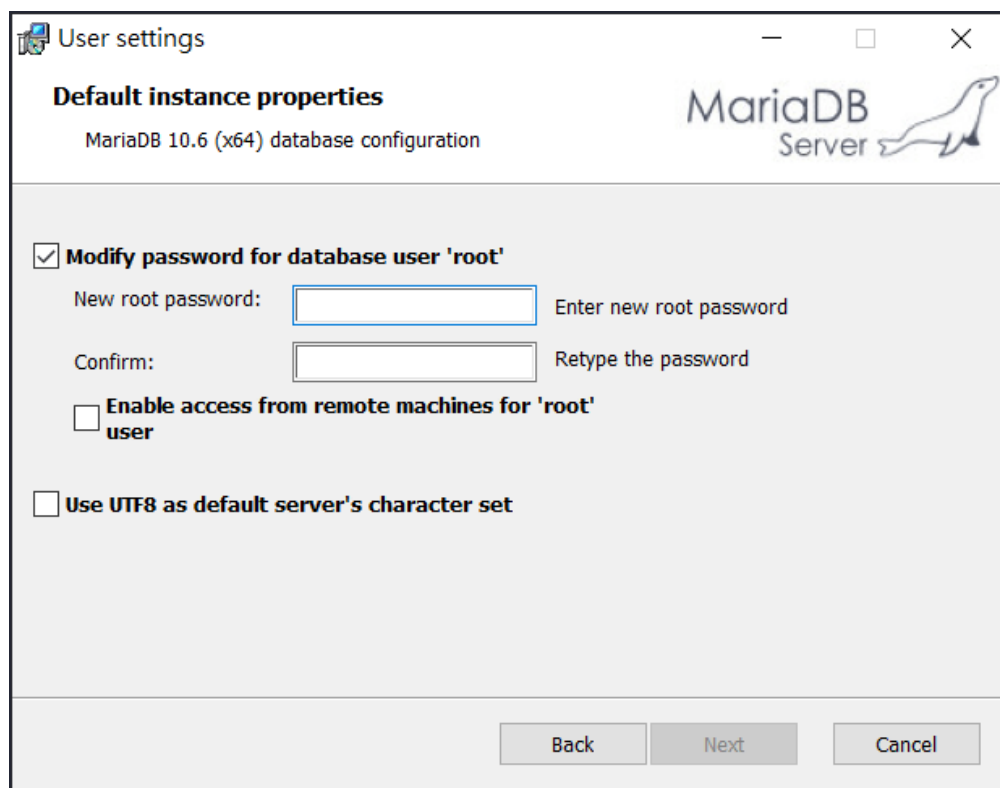 User settings
Default instance properties
MariaDB 10.6 (x64) database configuration
MariaDB
Server
Modify password for database user 'root'
New root password:
Enter new root password
Confirm:
Retype the password
Enable access from remote machines for 'root'
user
Use UTF8 as default server's character set
Back
Next
Cancel